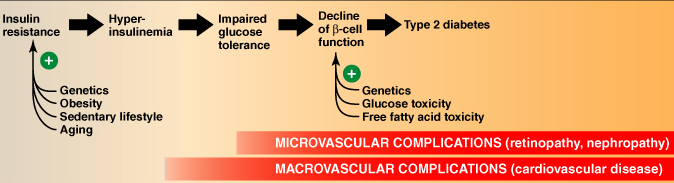 Insulin
resistance
Hyper-
insulinemia
Impaired
glucose
tolerance
Decline
of β-cell
function
Type 2 diabetes
+
Genetics
Obesity
Sedentary lifestyle
Aging
+
Genetics
Glucose toxicity
Free fatty acid toxicity
MICROVASCULAR COMPLICATIONS (retinopathy, nephropathy)
MACROVASCULAR COMPLICATIONS (cardiovascular disease)